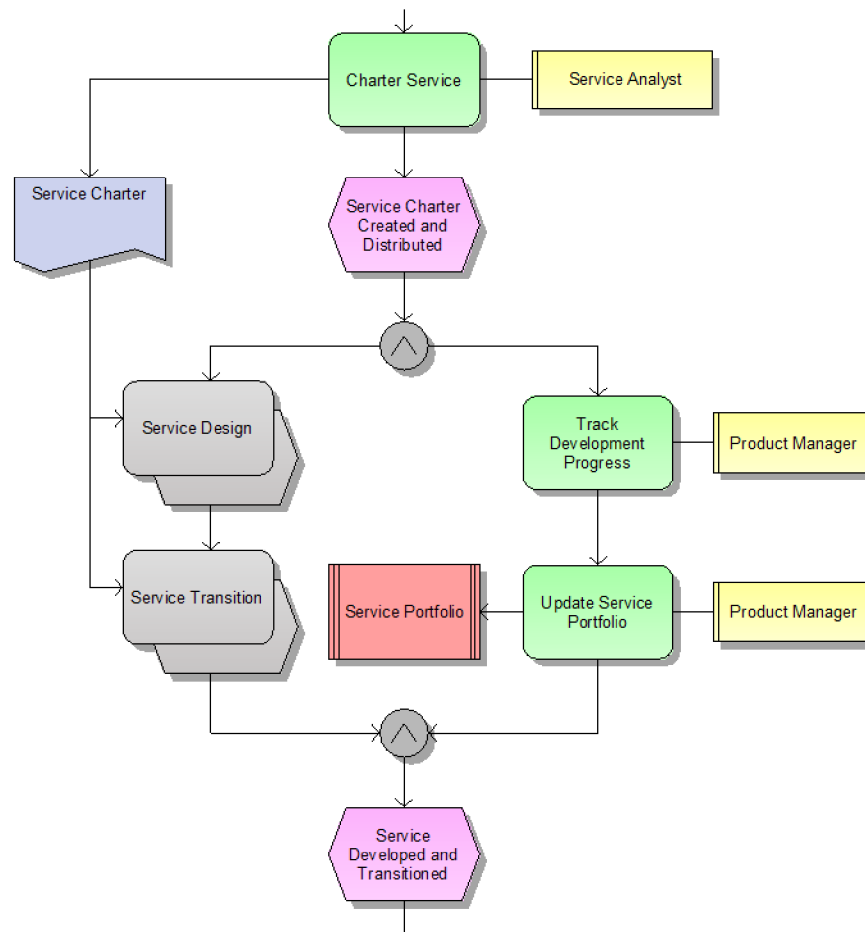 Charter Service
Service Analyst
Service Charter
Service Charter
Created and
Distributed
Service Design
Track
Development
Progress
Product Manager
Service Transition
Service Portfolio
Update Service
Portfolio
Product Manager
Service
Developed and
Transitioned